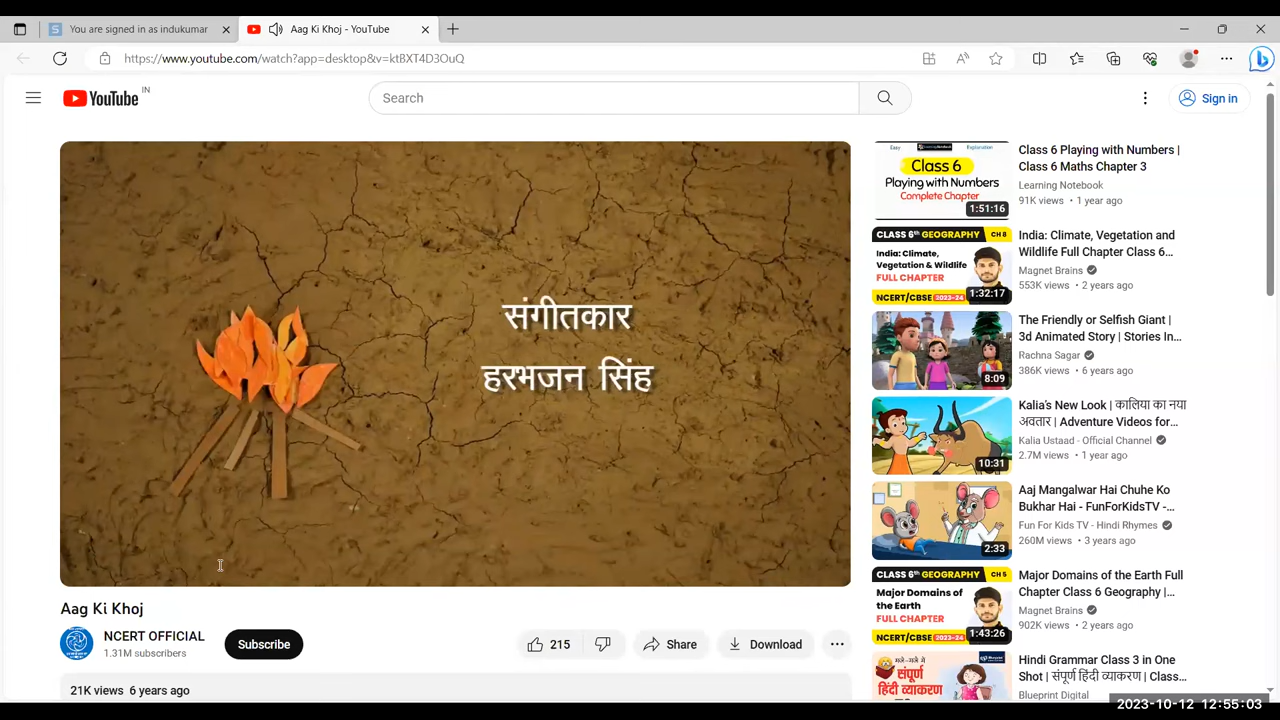 You are signed in as indukumar
Aag Ki Khoj - YouTube
https://www.youtube.com/watch?app=desktop&v=ktBXT4D3OuQ
YouTube IN
Search
Sign in
संगीतकार
हरभजन सिंह
Aag Ki Khoj
NCERT OFFICIAL
1.31M subscribers
Subscribe
215
Share
Download
21K views 6 years ago
Easy
Explanation
Class 6
Playing with Numbers
Complete Chapter
1:51:16
Class 6 Playing with Numbers |
Class 6 Maths Chapter 3
Learning Notebook
91K views • 1 year ago
CLASS 6th GEOGRAPHY CH 8
India: Climate,
Vegetation & Wildlife
FULL CHAPTER
NCERT/CBSE 2023-24
1:32:17
India: Climate, Vegetation and
Wildlife Full Chapter Class 6…
Magnet Brains
553K views • 2 years ago
8:09
The Friendly or Selfish Giant |
3d Animated Story | Stories In…
Rachna Sagar
386K views • 6 years ago
10:31
Kalia's New Look | कालिया का नया
अवतार | Adventure Videos for…
Kalia Ustaad - Official Channel
2.7M views • 1 year ago
2:33
Aaj Mangalwar Hai Chuhe Ko
Bukhar Hai - FunForKidsTV -…
Fun For Kids TV - Hindi Rhymes
260M views • 3 years ago
CLASS 6th GEOGRAPHY CH 5
Major Domains of
the Earth
FULL CHAPTER
NCERT/CBSE 2023-24
1:43:26
Major Domains of the Earth Full
Chapter Class 6 Geography |…
Magnet Brains
902K views • 2 years ago
संपूर्ण
हिंदी व्याकरण
Hindi Grammar Class 3 in One
Shot | संपूर्ण हिंदी व्याकरण | Class…
Blueprint Digital
2023-10-12 12:55:03